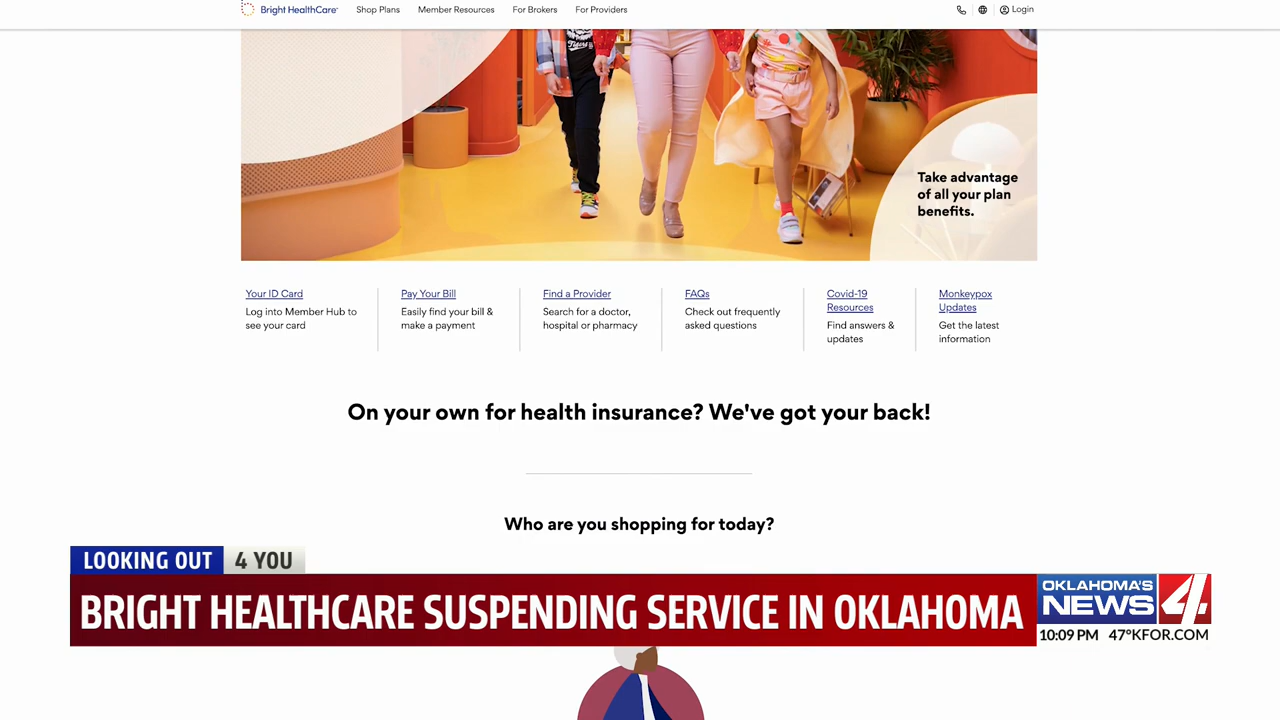 Bright HealthCare
Shop Plans
Member Resources
For Brokers
For Providers
Login
Take advantage
of all your plan
benefits.
Your ID Card
Log into Member Hub to
see your card
Pay Your Bill
Easily find your bill &
make a payment
Find a Provider
Search for a doctor,
hospital or pharmacy
FAQs
Check out frequently
asked questions
Covid-19
Resources
Find answers &
updates
Monkeypox
Updates
Get the latest
information
On your own for health insurance? We've got your back!
Who are you shopping for today?
LOOKING OUT 4 YOU
BRIGHT HEALTHCARE SUSPENDING SERVICE IN OKLAHOMA
OKLAHOMA'S
NEWS 4
10:09 PM 47° KFOR.COM